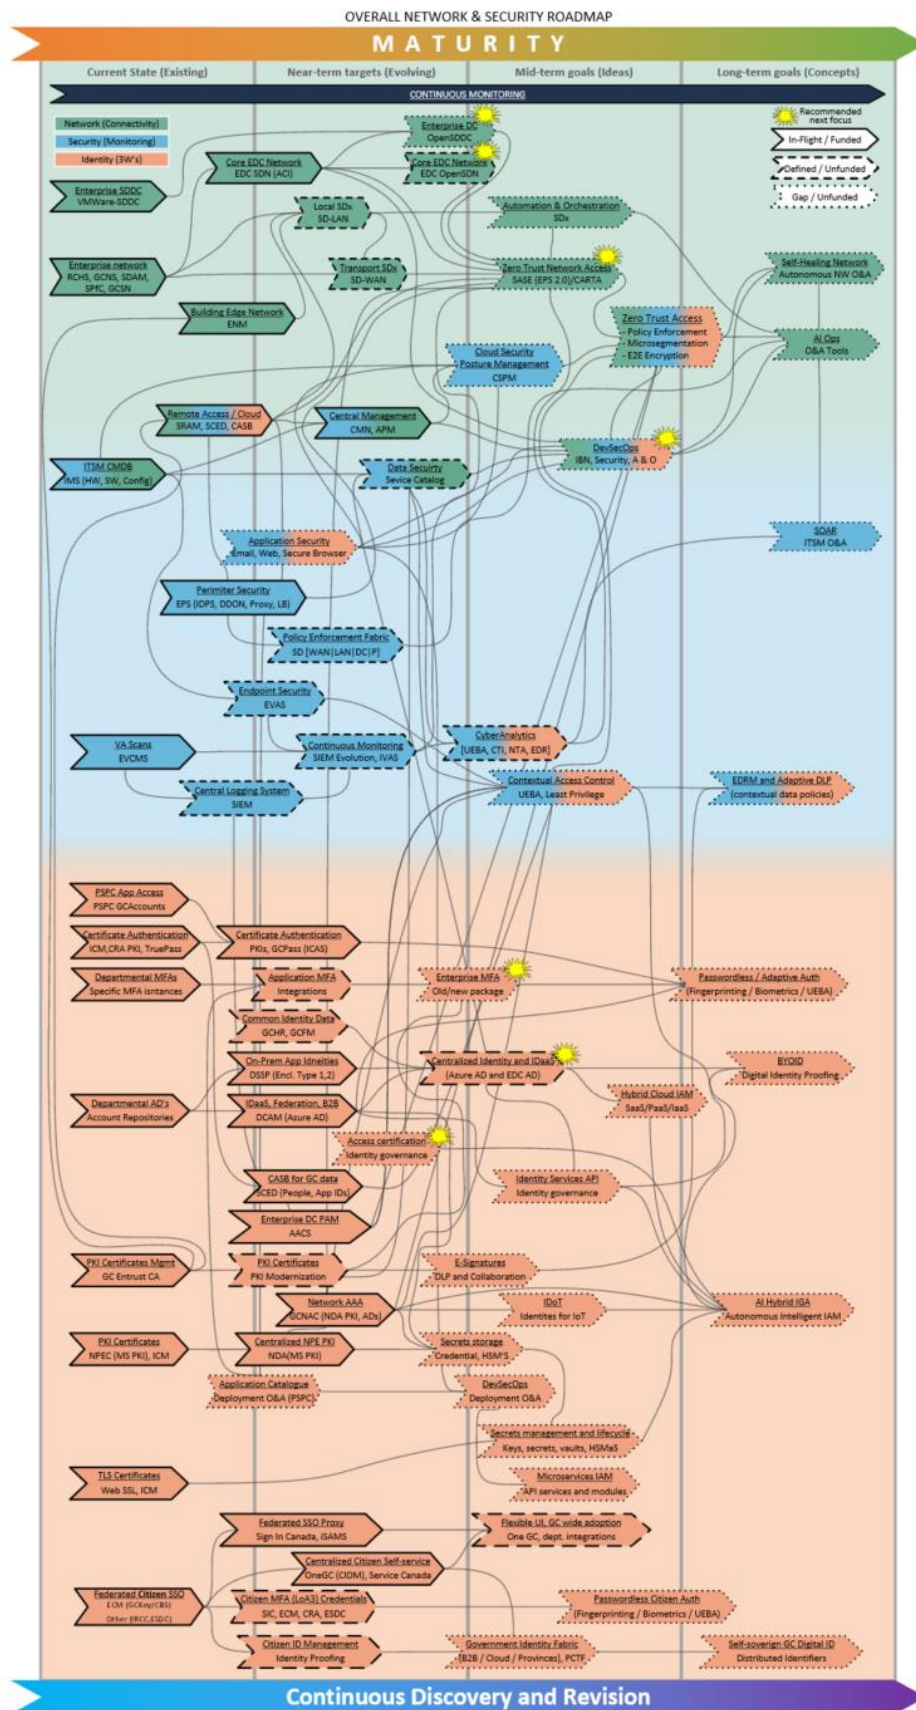 OVERALL NETWORK & SECURITY ROADMAP
MATURITY
Current State (Existing)
Near-term targets (Evolving)
Mid-term goals (Ideas)
Long-term goals (Concepts)
CONTINUOUS MONITORING
Network (Connectivity)
Security (Monitoring)
Identity (3W's)
Recommended
next focus
In-Flight / Funded
Defined / Unfunded
Gap / Unfunded
Enterprise DC
OpenSDDC
Core EDC Network
EDC SDN (ACI)
Core EDC Network
EDC OpenSDN
Enterprise SDDC
VMWare-SDDC
Local SDx
SD-LAN
Automation & Orchestration
SDx
Enterprise network
RCHS, GCNS, SDAM,
SPfC, GCSN
Transport SDx
SD-WAN
Zero Trust Network Access
SASE (EPS 2.0)/CARTA
Self-Healing Network
Autonomous NW O&A
Building Edge Network
ENM
Zero Trust Access
- Policy Enforcement
- Microsegmentation
- E2E Encryption
AI Ops
O&A Tools
Cloud Security
Posture Management
CSPM
Remote Access / Cloud
SRAM, SCED, CASB
Central Management
CMN, APM
DevSecOps
IBN, Security, A & O
ITSM CMDB
IMS (HW, SW, Config)
Data Secuirty
Sevice Catalog
Application Security
Email, Web, Secure Browser
SOAR
ITSM O&A
Perimiter Security
EPS (IDPS, DDON, Proxy, LB)
Policy Enforcement Fabric
SD [WAN|LAN|DC|P]
Endpoint Security
EVAS
VA Scans
EVCMS
Continuous Monitoring
SIEM Evolution, IVAS
CyberAnalytics
[UEBA, CTI, NTA, EDR]
Central Logging System
SIEM
Contextual Access Control
UEBA, Least Privilege
EDRM and Adaptive DLP
(contextual data policies)
PSPC App Access
PSPC GCAccounts
Certificate Authentication
ICM,CRA PKI, TruePass
Certificate Authentication
PKIs, GCPass (ICAS)
Departmental MFAs
Specific MFA isntances
Application MFA
Integrations
Enterprise MFA
Old/new package
Passwordless / Adaptive Auth
(Fingerprinting / Biometrics / UEBA)
Common Identity Data
GCHR, GCFM
On-Prem App Idneities
DSSP (Encl. Type 1,2)
Centralized Identity and IDaaS
(Azure AD and EDC AD)
BYOID
Digital Identity Proofing
Departmental AD's
Account Repositories
IDaaS, Federation, B2B
DCAM (Azure AD)
Hybrid Cloud IAM
SaaS/PaaS/IaaS
Access certification
Identity governance
CASB for GC data
SCED (People, App IDs)
Identity Services API
Identity governance
Enterprise DC PAM
AACS
PKI Certificates Mgmt
GC Entrust CA
PKI Certificates
PKI Modernization
E-Signatures
DLP and Collaboration
Network AAA
GCNAC (NDA PKI, ADs)
IDoT
Identites for IoT
AI Hybrid IGA
Autonomous Intelligent IAM
PKI Certificates
NPEC (MS PKI), ICM
Centralized NPE PKI
NDA(MS PKI)
Secrets storage
Credential, HSM'S
Application Catalogue
Deployment O&A (PSPC)
DevSecOps
Deployment O&A
Secrets management and lifecycle
Keys, secrets, vaults, HSMaS
TLS Certificates
Web SSL, ICM
Microservices IAM
API services and modules
Federated SSO Proxy
Sign In Canada, iSAMS
Flexible UI, GC wide adoption
One GC, dept. integrations
Centralized Citizen Self-service
OneGC (CIDM), Service Canada
Federated Citizen SSO
ECM (GCKey/CBS)
Other (IRCC,ESDC)
Citizen MFA (LoA3) Credentials
SIC, ECM, CRA, ESDC
Passwordless Citizen Auth
(Fingerprinting / Biometrics / UEBA)
Citizen ID Management
Identity Proofing
Government Identity Fabric
[B2B / Cloud / Provinces), PCTF
Self-soverign GC Digital ID
Distributed Identifiers
Continuous Discovery and Revision